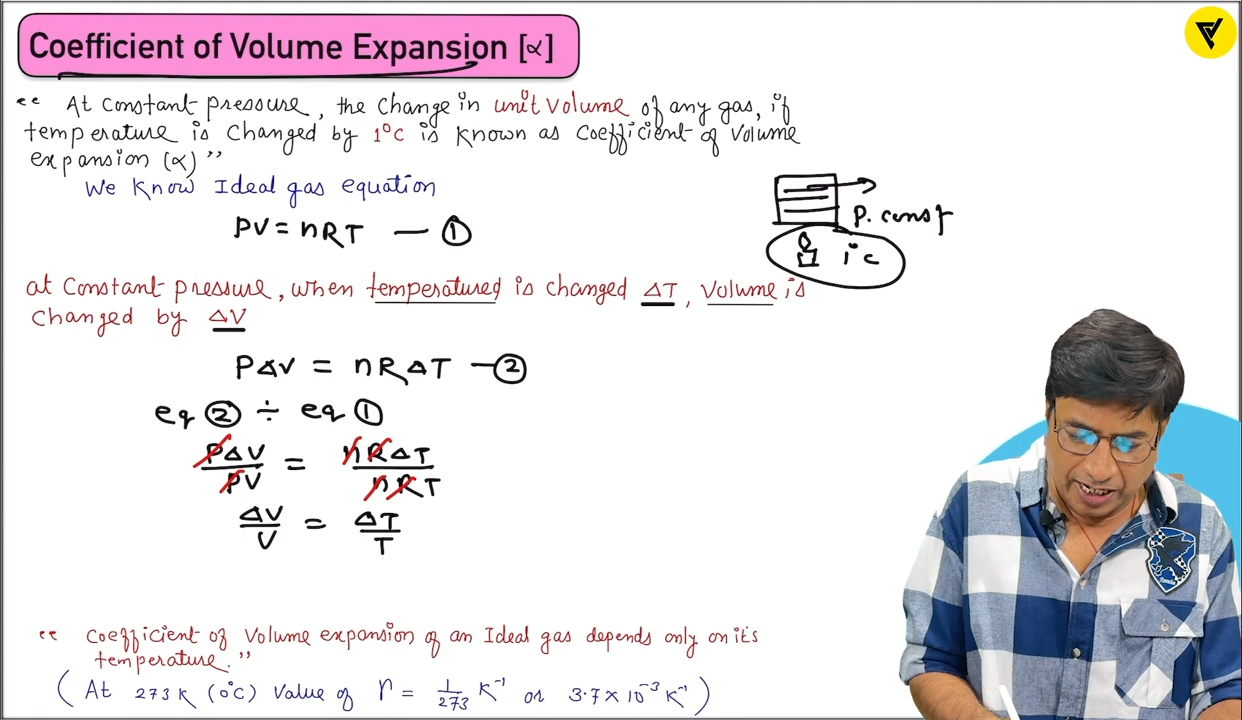 Coefficient of Volume Expansion [α]
“ At constant pressure, the change in unit volume of any gas, if
temperature is changed by 1°C is known as coefficient of volume
expansion (α) ”
We know Ideal gas equation
PV = nRT — ①
P. const
1°C
at constant pressure, when temperatured is changed ΔT, volume is
changed by ΔV
PΔV = nRΔT — ②
eq ② ÷ eq ①
PΔV/PV = nRΔT/nRT
ΔV/V = ΔT/T
“ Coefficient of volume expansion of an Ideal gas depends only on it's
temperature.”
( At 273 K (0°C) value of r = 1/273 K⁻¹ or 3.7 × 10⁻³ K⁻¹ )